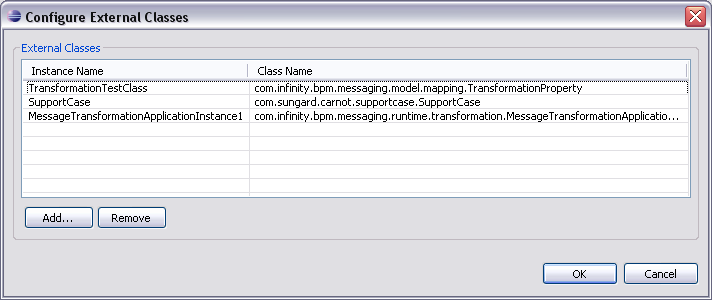 Configure External Classes
External Classes
Instance Name Class Name
TransformationTestClass com.infinity.bpm.messaging.model.mapping.TransformationProperty
SupportCase com.sungard.carnot.supportcase.SupportCase
MessageTransformationApplicationInstance1 com.infinity.bpm.messaging.runtime.transformation.MessageTransformationApplicatio...
Add... Remove
OK Cancel